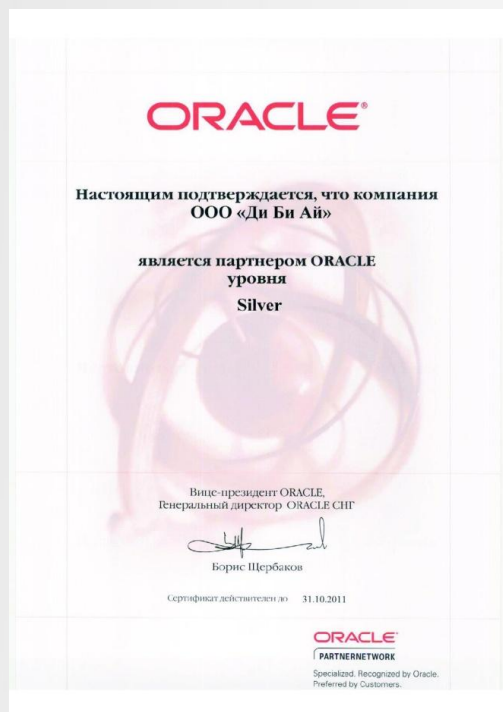 ORACLE®
Настоящим подтверждается, что компания
ООО «Ди Би Ай»
является партнером ORACLE
уровня
Silver
Вице-президент ORACLE,
Генеральный директор ORACLE СНГ
Борис Щербаков
Сертификат действителен до 31.10.2011
ORACLE®
PARTNERNETWORK
Specialized. Recognized by Oracle.
Preferred by Customers.